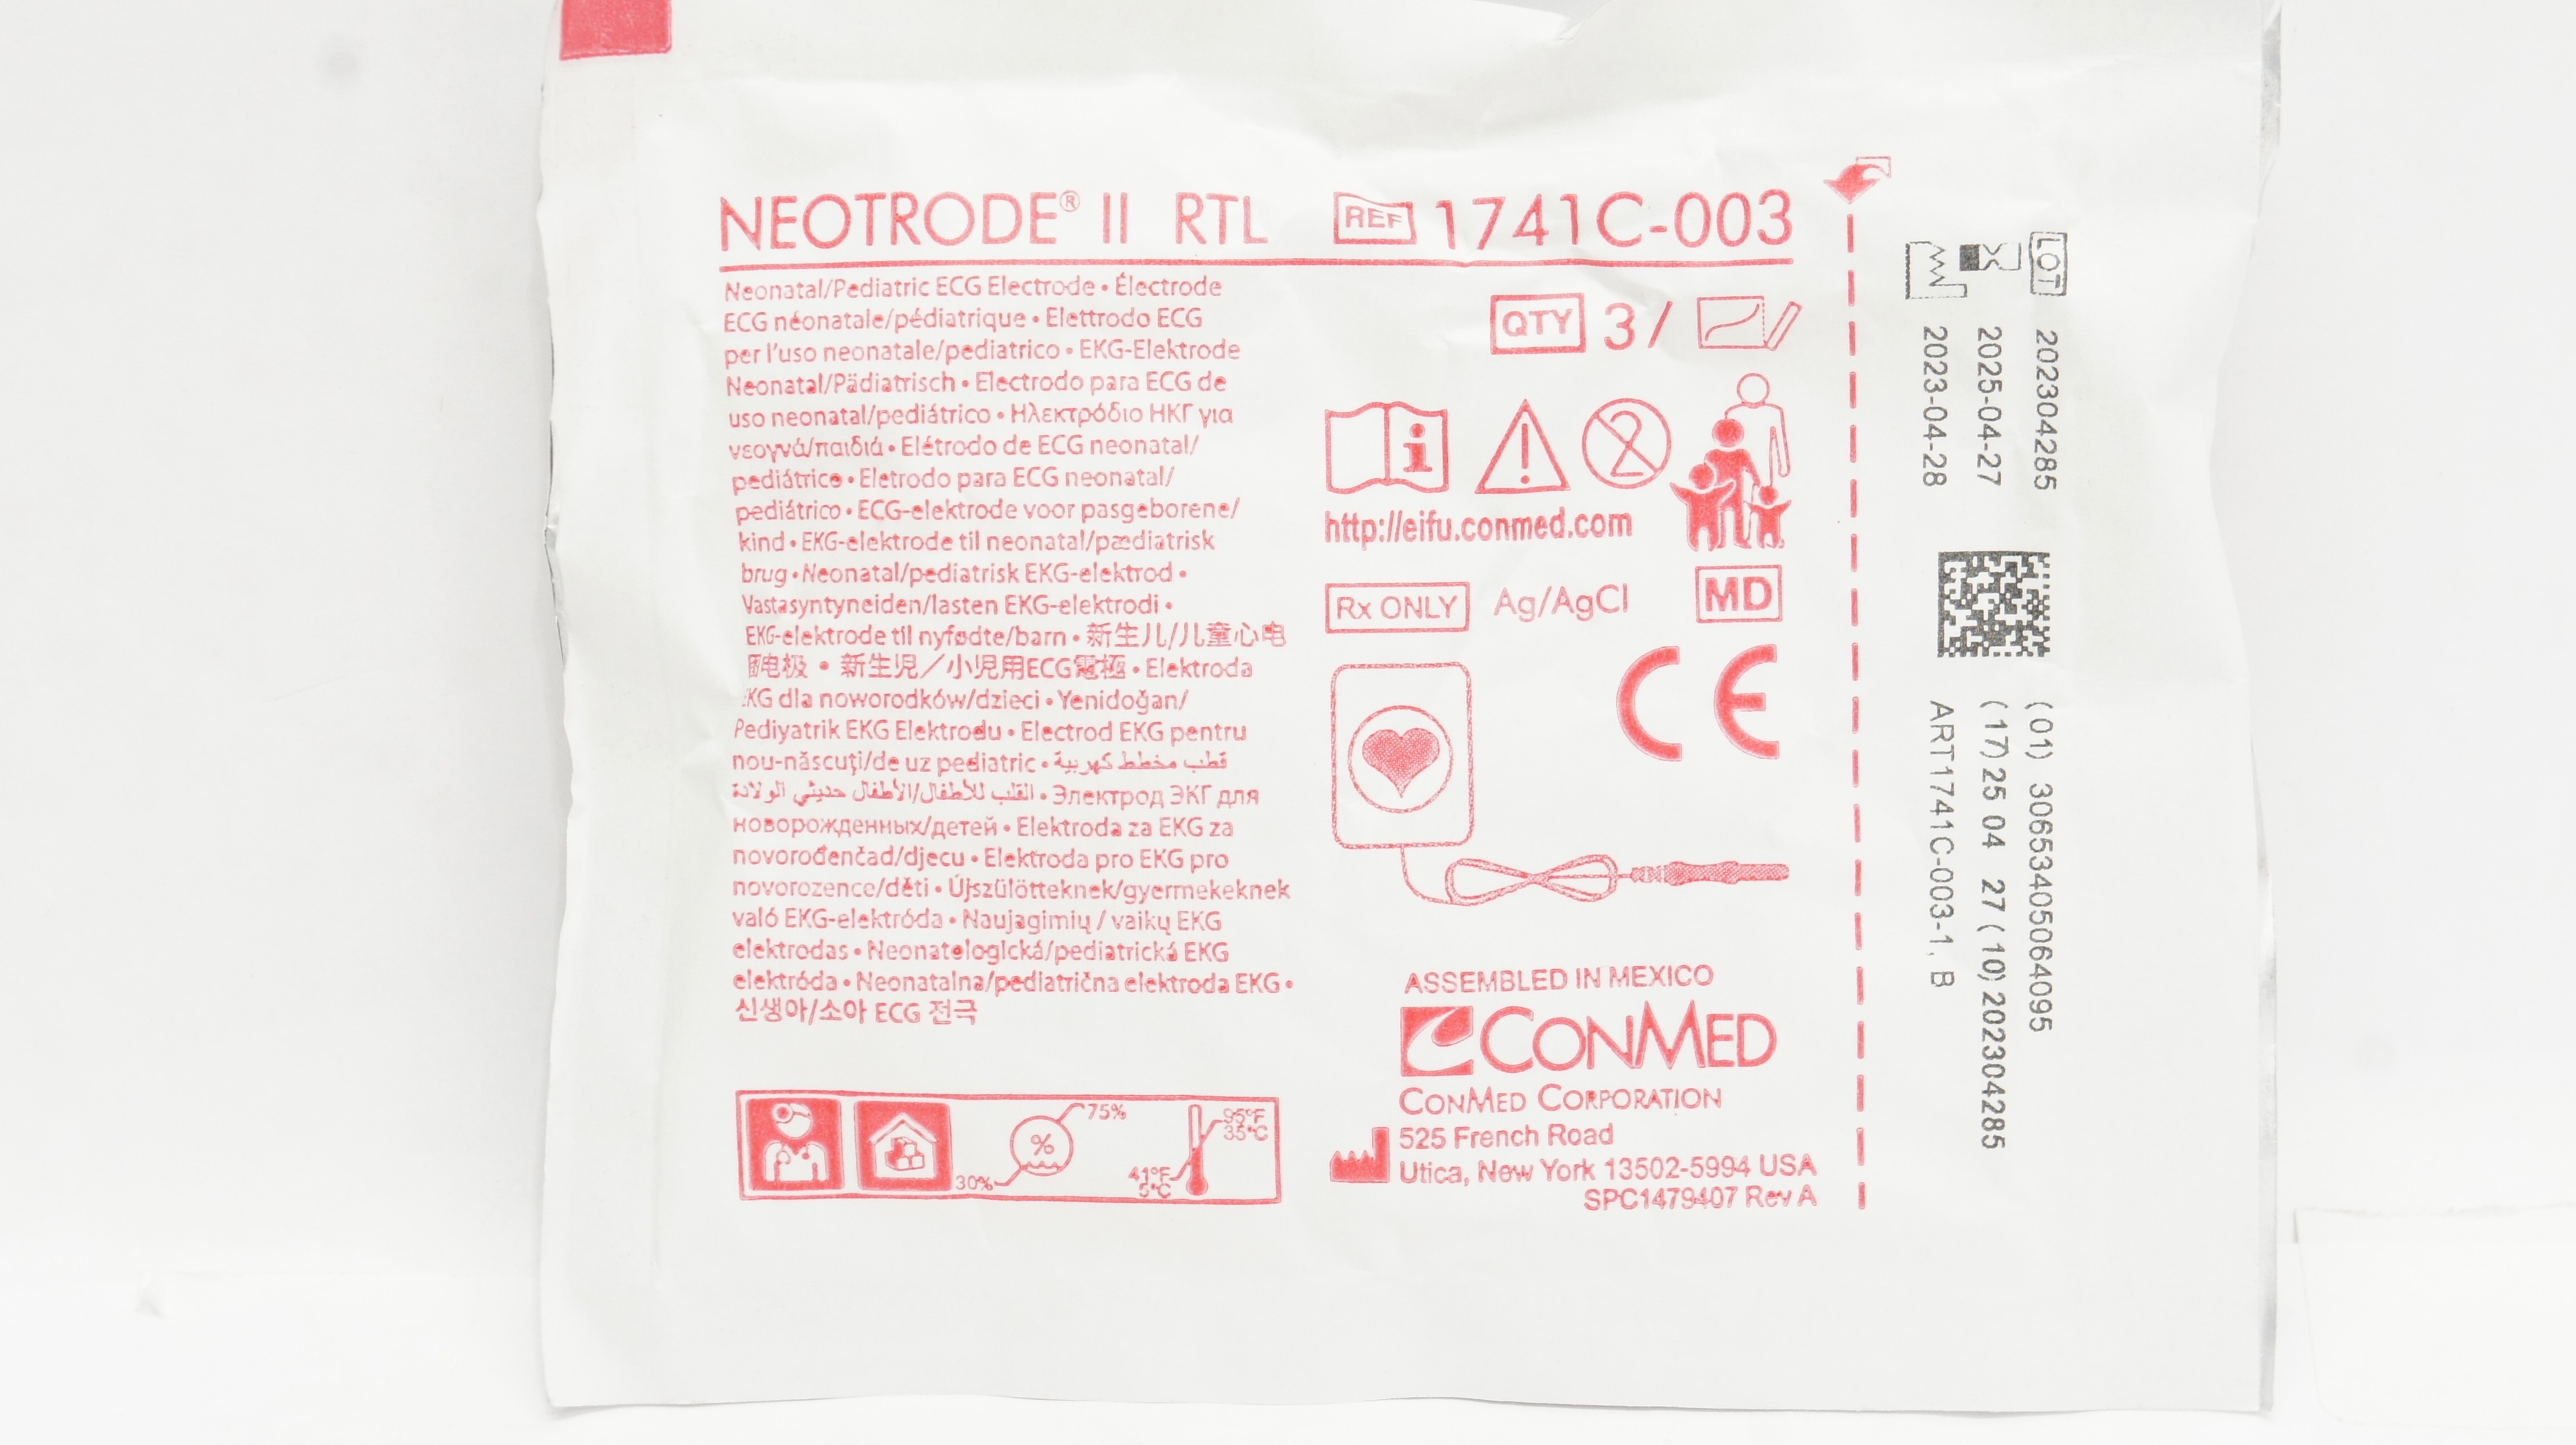 NEOTRODE® II RTL REF 1741C-003
Neonatal/Pediatric ECG Electrode • Électrode
ECG néonatale/pédiatrique • Elettrodo ECG
per l'uso neonatale/pediatrico • EKG-Elektrode
Neonatal/Pädiatrisch • Electrodo para ECG de
uso neonatal/pediátrico • Ηλεκτρόδιο ΗΚΓ για
νεογνά/παιδιά • Elétrodo de ECG neonatal/
pediátrico • Eletrodo para ECG neonatal/
pediátrico • ECG-elektrode voor pasgeborene/
kind • EKG-elektrode til neonatal/pædiatrisk
brug • Neonatal/pediatrisk EKG-elektrod •
Vastasyntyneiden/lasten EKG-elektrodi •
EKG-elektrode til nyfødte/barn • 新生儿/儿童心电
图电极 • 新生児／小児用ECG電極 • Elektroda
EKG dla noworodków/dzieci • Yenidoğan/
Pediyatrik EKG Elektrodu • Electrod EKG pentru
nou-născuţi/de uz pediatric • قطب مخطط كهربية
القلب للأطفال/الأطفال حديثي الولادة • Электрод ЭКГ для
новорожденных/детей • Elektroda za EKG za
novorođenčad/djecu • Elektroda pro EKG pro
novorozence/děti • Újszülötteknek/gyermekeknek
való EKG-elektróda • Naujagimių / vaikų EKG
elektrodas • Neonatologická/pediatrická EKG
elektróda • Neonatalna/pediatrična elektroda EKG •
신생아/소아 ECG 전극
75%
30%
95°F
35°C
41°F
5°C
QTY 3/
2
http://eifu.conmed.com
Rx ONLY Ag/AgCl MD
CE
ASSEMBLED IN MEXICO
CONMED
CONMED CORPORATION
525 French Road
Utica, New York 13502-5994 USA
SPC1479407 Rev A
LOT 202304285
2025-04-27
2023-04-28
(01) 30653405064095
(17) 25 04 27 (10) 202304285
ART1741C-003-1, B